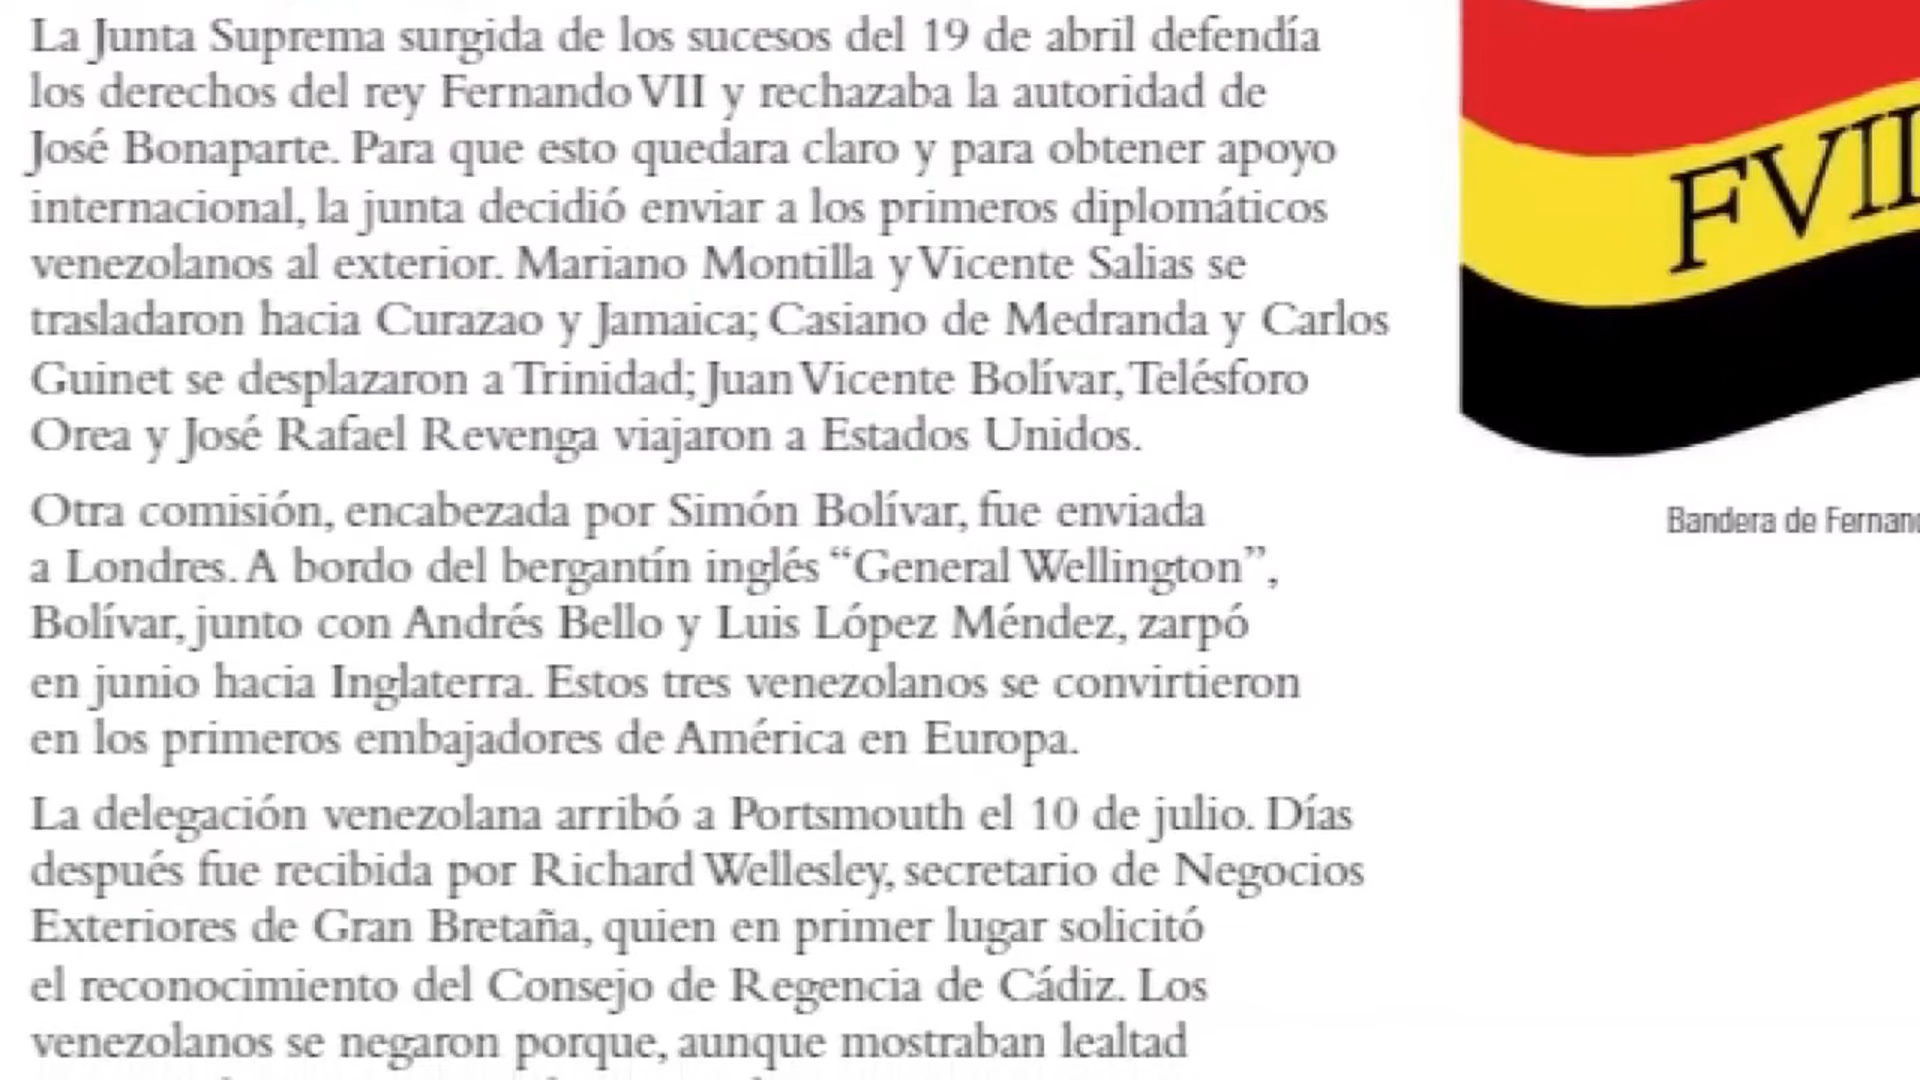 La Junta Suprema surgida de los sucesos del 19 de abril defendía
los derechos del rey Fernando VII y rechazaba la autoridad de
José Bonaparte. Para que esto quedara claro y para obtener apoyo
internacional, la junta decidió enviar a los primeros diplomáticos
venezolanos al exterior. Mariano Montilla y Vicente Salias se
trasladaron hacia Curazao y Jamaica; Casiano de Medranda y Carlos
Guinet se desplazaron a Trinidad; Juan Vicente Bolívar, Telésforo
Orea y José Rafael Revenga viajaron a Estados Unidos.
Otra comisión, encabezada por Simón Bolívar, fue enviada
a Londres. A bordo del bergantín inglés “General Wellington”,
Bolívar, junto con Andrés Bello y Luis López Méndez, zarpó
en junio hacia Inglaterra. Estos tres venezolanos se convirtieron
en los primeros embajadores de América en Europa.
La delegación venezolana arribó a Portsmouth el 10 de julio. Días
después fue recibida por Richard Wellesley, secretario de Negocios
Exteriores de Gran Bretaña, quien en primer lugar solicitó
el reconocimiento del Consejo de Regencia de Cádiz. Los
venezolanos se negaron porque, aunque mostraban lealtad
FVII
Bandera de Fernan